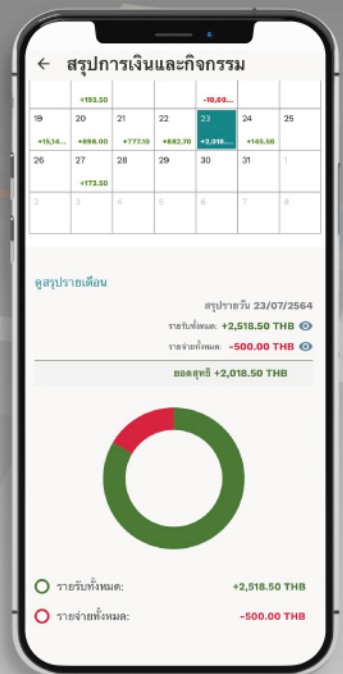 สรุปการเงินและกิจกรรม
+193.50 -10,00...
19 20 21 22 23 24 25
+15,14... +898.00 +777.10 +682.70 +2,018.... +145.50
26 27 28 29 30 31 1
+173.50
2 3 4 5 6 7 8
ดูสรุปรายเดือน
สรุปรายวัน 23/07/2564
รายรับทั้งหมด: +2,518.50 THB
รายจ่ายทั้งหมด: -500.00 THB
ยอดสุทธิ +2,018.50 THB
รายรับทั้งหมด: +2,518.50 THB
รายจ่ายทั้งหมด: -500.00 THB